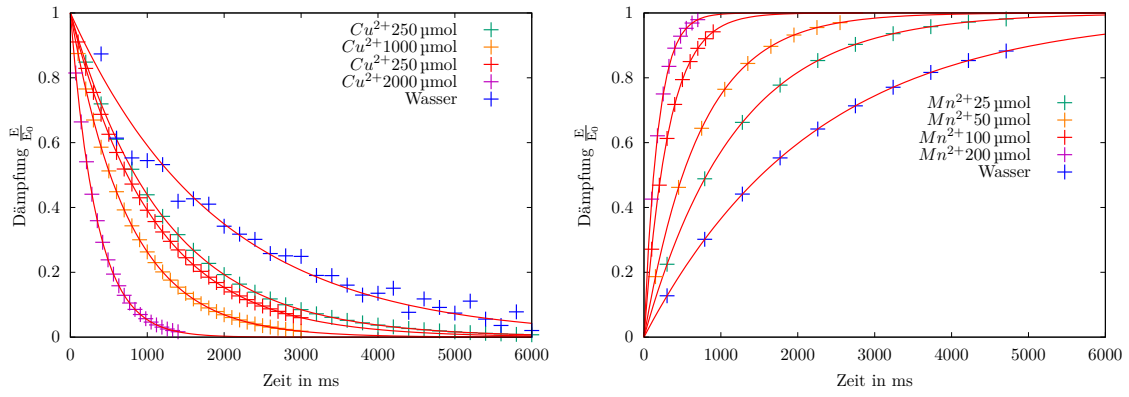 Dämpfung E/E₀
1
0.8
0.6
0.4
0.2
0
0 1000 2000 3000 4000 5000 6000
Zeit in ms
Cu²⁺250 µmol
Cu²⁺1000 µmol
Cu²⁺250 µmol
Cu²⁺2000 µmol
Wasser
Dämpfung E/E₀
1
0.8
0.6
0.4
0.2
0
0 1000 2000 3000 4000 5000 6000
Zeit in ms
Mn²⁺25 µmol
Mn²⁺50 µmol
Mn²⁺100 µmol
Mn²⁺200 µmol
Wasser